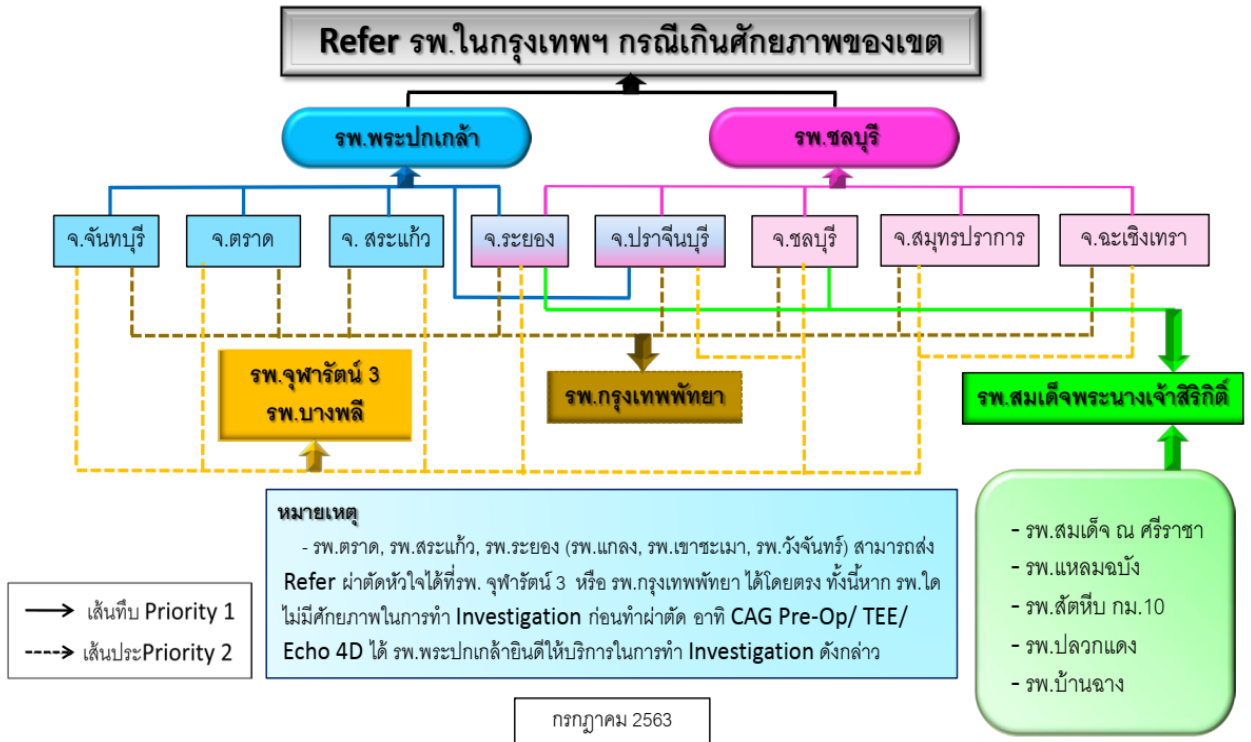 Refer รพ.ในกรุงเทพฯ กรณีเกินศักยภาพของเขต
รพ.พระปกเกล้า
รพ.ชลบุรี
จ.จันทบุรี
จ.ตราด
จ. สระแก้ว
จ.ระยอง
จ.ปราจีนบุรี
จ.ชลบุรี
จ.สมุทรปราการ
จ.ฉะเชิงเทรา
รพ.จุฬารัตน์ 3
รพ.บางพลี
รพ.กรุงเทพพัทยา
รพ.สมเด็จพระนางเจ้าสิริกิติ์
หมายเหตุ
- รพ.ตราด, รพ.สระแก้ว, รพ.ระยอง (รพ.แกลง, รพ.เขาชะเมา, รพ.วังจันทร์) สามารถส่ง
Refer ผ่าตัดหัวใจได้ที่รพ. จุฬารัตน์ 3 หรือ รพ.กรุงเทพพัทยา ได้โดยตรง ทั้งนี้หาก รพ.ใด
ไม่มีศักยภาพในการทำ Investigation ก่อนทำผ่าตัด อาทิ CAG Pre-Op/ TEE/
Echo 4D ได้ รพ.พระปกเกล้ายินดีให้บริการในการทำ Investigation ดังกล่าว
- รพ.สมเด็จ ณ ศรีราชา
- รพ.แหลมฉบัง
- รพ.สัตหีบ กม.10
- รพ.ปลวกแดง
- รพ.บ้านฉาง
เส้นทึบ Priority 1
เส้นประPriority 2
กรกฎาคม 2563